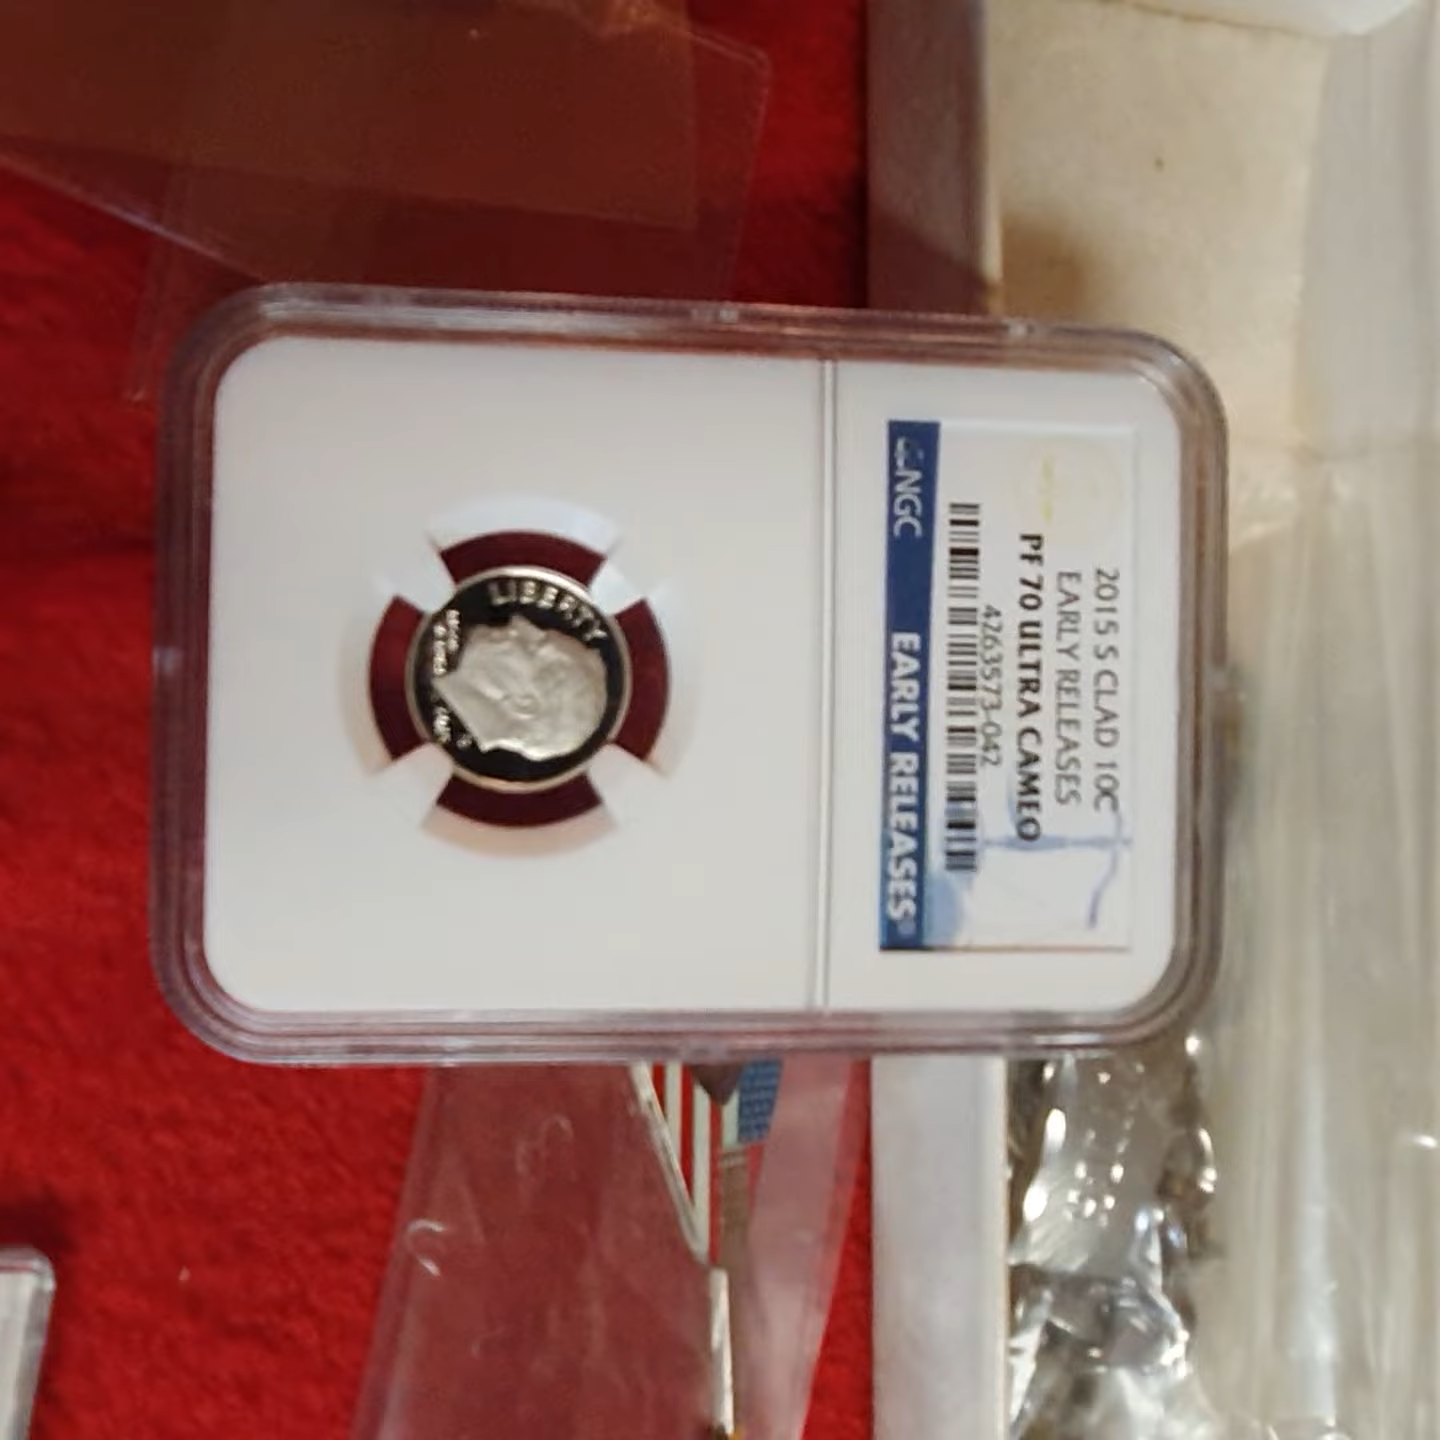 2015 S CLAD 10C
EARLY RELEASES
PF 70 ULTRA CAMEO
4263573-042
NGC EARLY RELEASES®
LIBERTY